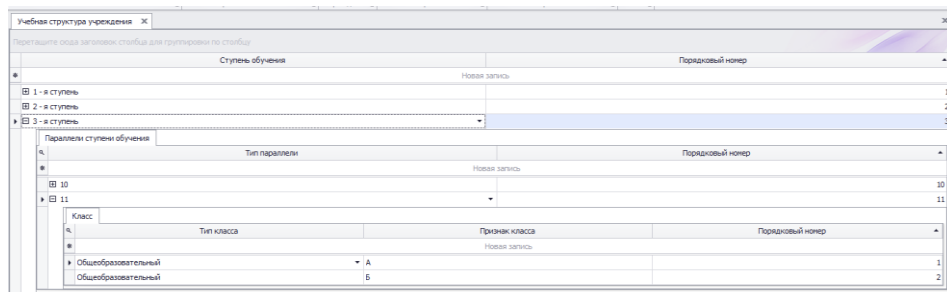 Учебная структура учреждения
Перетащите сюда заголовок столбца для группировки по столбцу
Ступень обучения Порядковый номер
Новая запись
1 - я ступень 1
2 - я ступень 2
3 - я ступень 3
Параллели ступени обучения
Тип параллели Порядковый номер
Новая запись
10 10
11 11
Класс
Тип класса Признак класса Порядковый номер
Новая запись
Общеобразовательный А 1
Общеобразовательный Б 2